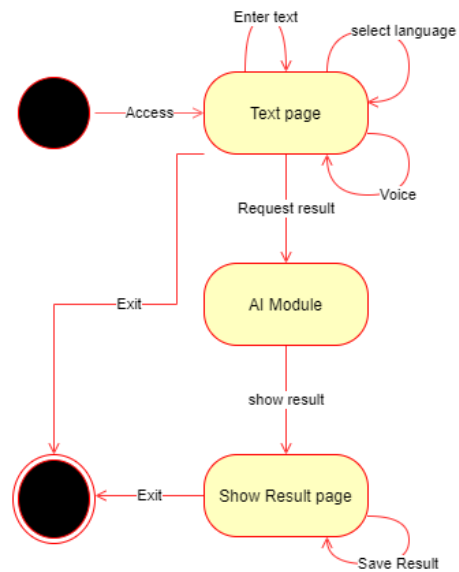 Enter text
select language
Access
Text page
Voice
Request result
AI Module
Exit
show result
Show Result page
Exit
Save Result